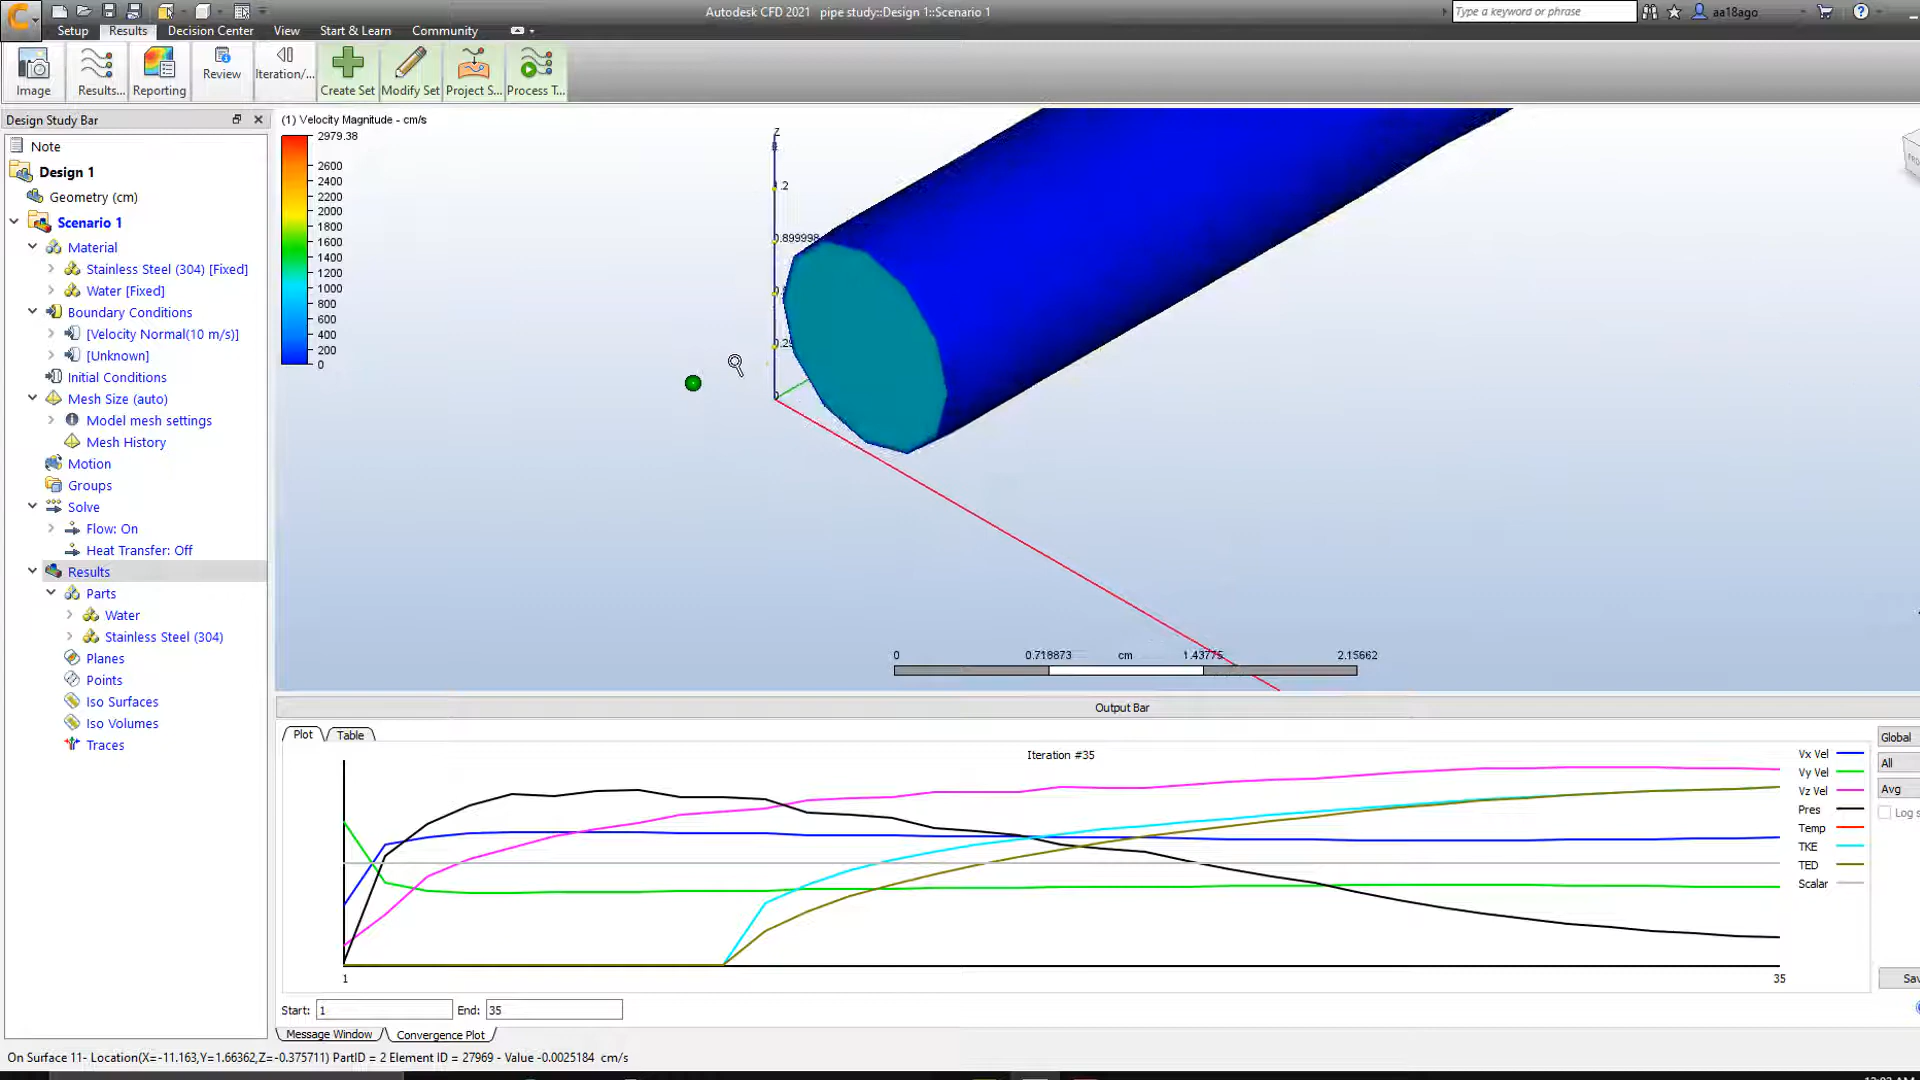 Autodesk CFD 2021 pipe study::Design 1::Scenario 1
Type a keyword or phrase
aa18ago
Setup Results Decision Center View Start & Learn Community
Image Results... Reporting Review Iteration/... Create Set Modify Set Project S... Process T...
Design Study Bar
Note
Design 1
Geometry (cm)
Scenario 1
Material
Stainless Steel (304) [Fixed]
Water [Fixed]
Boundary Conditions
[Velocity Normal(10 m/s)]
[Unknown]
Initial Conditions
Mesh Size (auto)
Model mesh settings
Mesh History
Motion
Groups
Solve
Flow: On
Heat Transfer: Off
Results
Parts
Water
Stainless Steel (304)
Planes
Points
Iso Surfaces
Iso Volumes
Traces
(1) Velocity Magnitude - cm/s
2979.38
2600
2400
2200
2000
1800
1600
1400
1200
1000
800
600
400
200
0
Z
.2
0.899998
0 0.718873 cm 1.43775 2.15662
Output Bar
Plot Table
Iteration #35
Vx Vel
Vy Vel
Vz Vel
Pres
Temp
TKE
TED
Scalar
Global
All
Avg
Log s
Sav
1 35
Start: 1 End: 35
Message Window Convergence Plot
On Surface 11- Location(X=-11.163,Y=1.66362,Z=-0.375711) PartID = 2 Element ID = 27969 - Value -0.0025184 cm/s